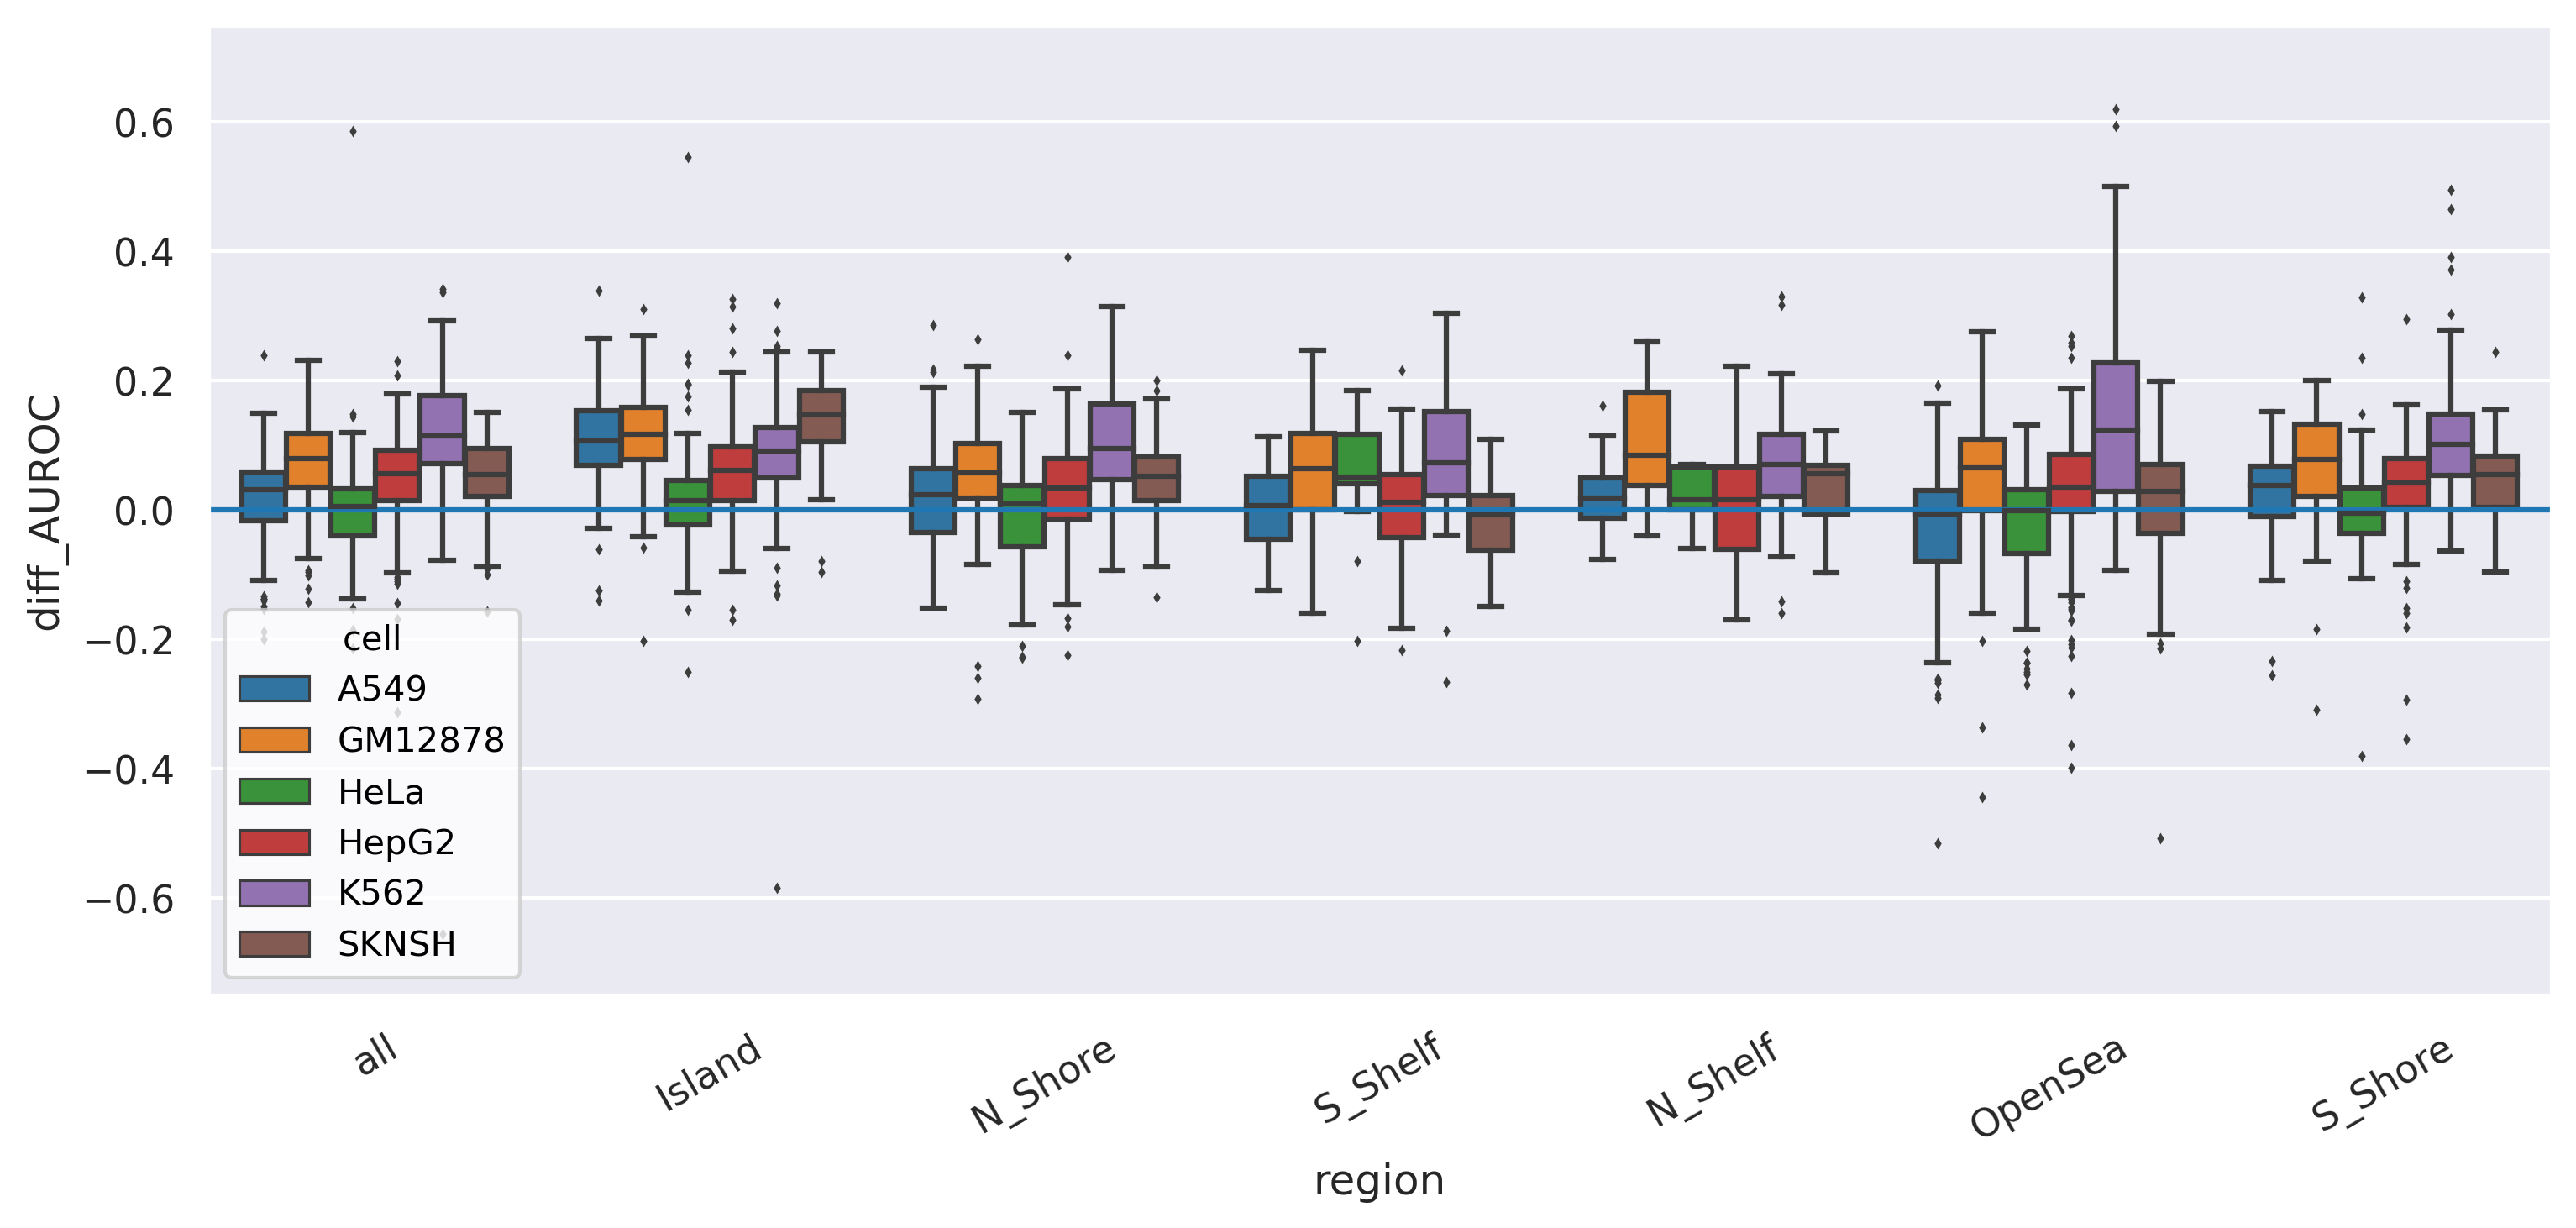 diff_AUROC
0.6
0.4
0.2
0.0
−0.2
−0.4
−0.6
cell
A549
GM12878
HeLa
HepG2
K562
SKNSH
all
Island
N_Shore
S_Shelf
N_Shelf
OpenSea
S_Shore
region